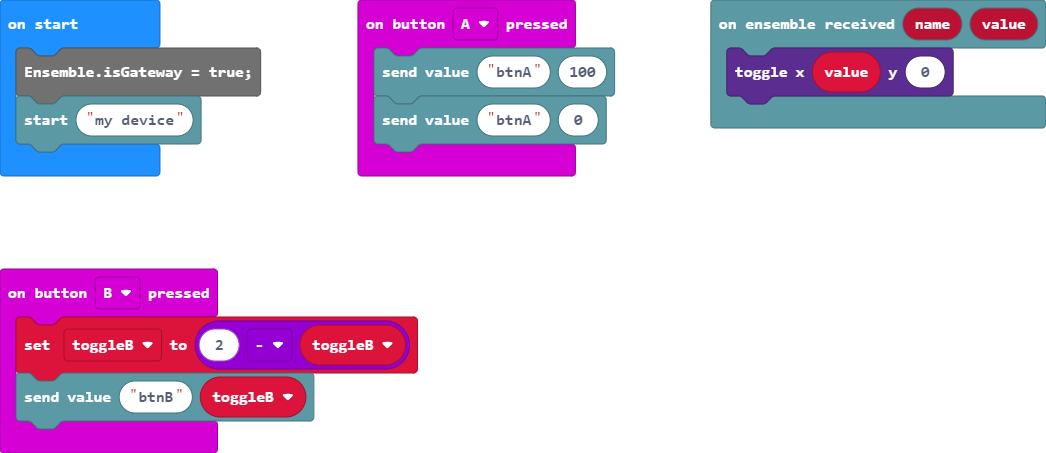 on start
Ensemble.isGateway = true;
start "my device"
on button A pressed
send value "btnA" 100
send value "btnA" 0
on ensemble received name value
toggle x value y 0
on button B pressed
set toggleB to 2 - toggleB
send value "btnB" toggleB